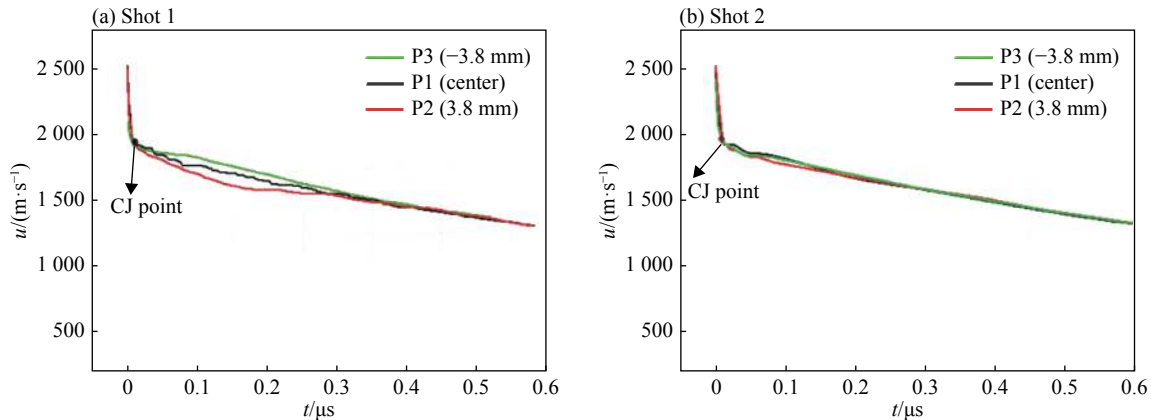 (a) Shot 1
P3 (−3.8 mm)
P1 (center)
P2 (3.8 mm)
CJ point
2 500
2 000
1 500
1 000
500
u/(m·s⁻¹)
0 0.1 0.2 0.3 0.4 0.5 0.6
t/μs
(b) Shot 2
P3 (−3.8 mm)
P1 (center)
P2 (3.8 mm)
CJ point
2 500
2 000
1 500
1 000
500
u/(m·s⁻¹)
0 0.1 0.2 0.3 0.4 0.5 0.6
t/μs